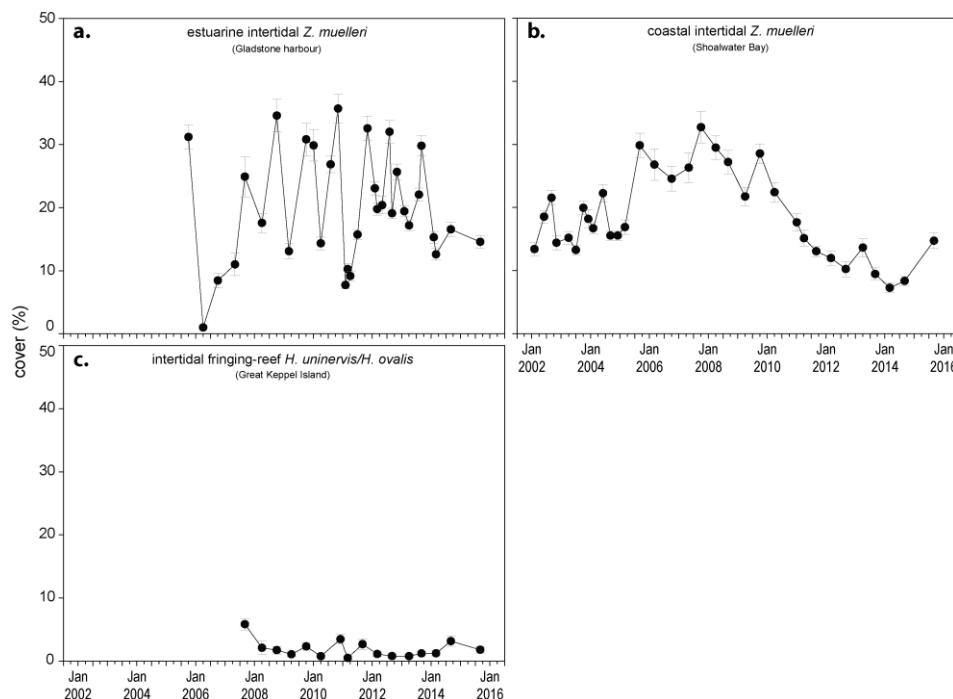 a. estuarine intertidal Z. muelleri
(Gladstone harbour)
b. coastal intertidal Z. muelleri
(Shoalwater Bay)
50
40
30
20
10
0
cover (%)
Jan Jan Jan Jan Jan Jan Jan Jan
2002 2004 2006 2008 2010 2012 2014 2016
c. intertidal fringing-reef H. uninervis/H. ovalis
(Great Keppel Island)
50
40
30
20
10
0
Jan Jan Jan Jan Jan Jan Jan Jan
2002 2004 2006 2008 2010 2012 2014 2016